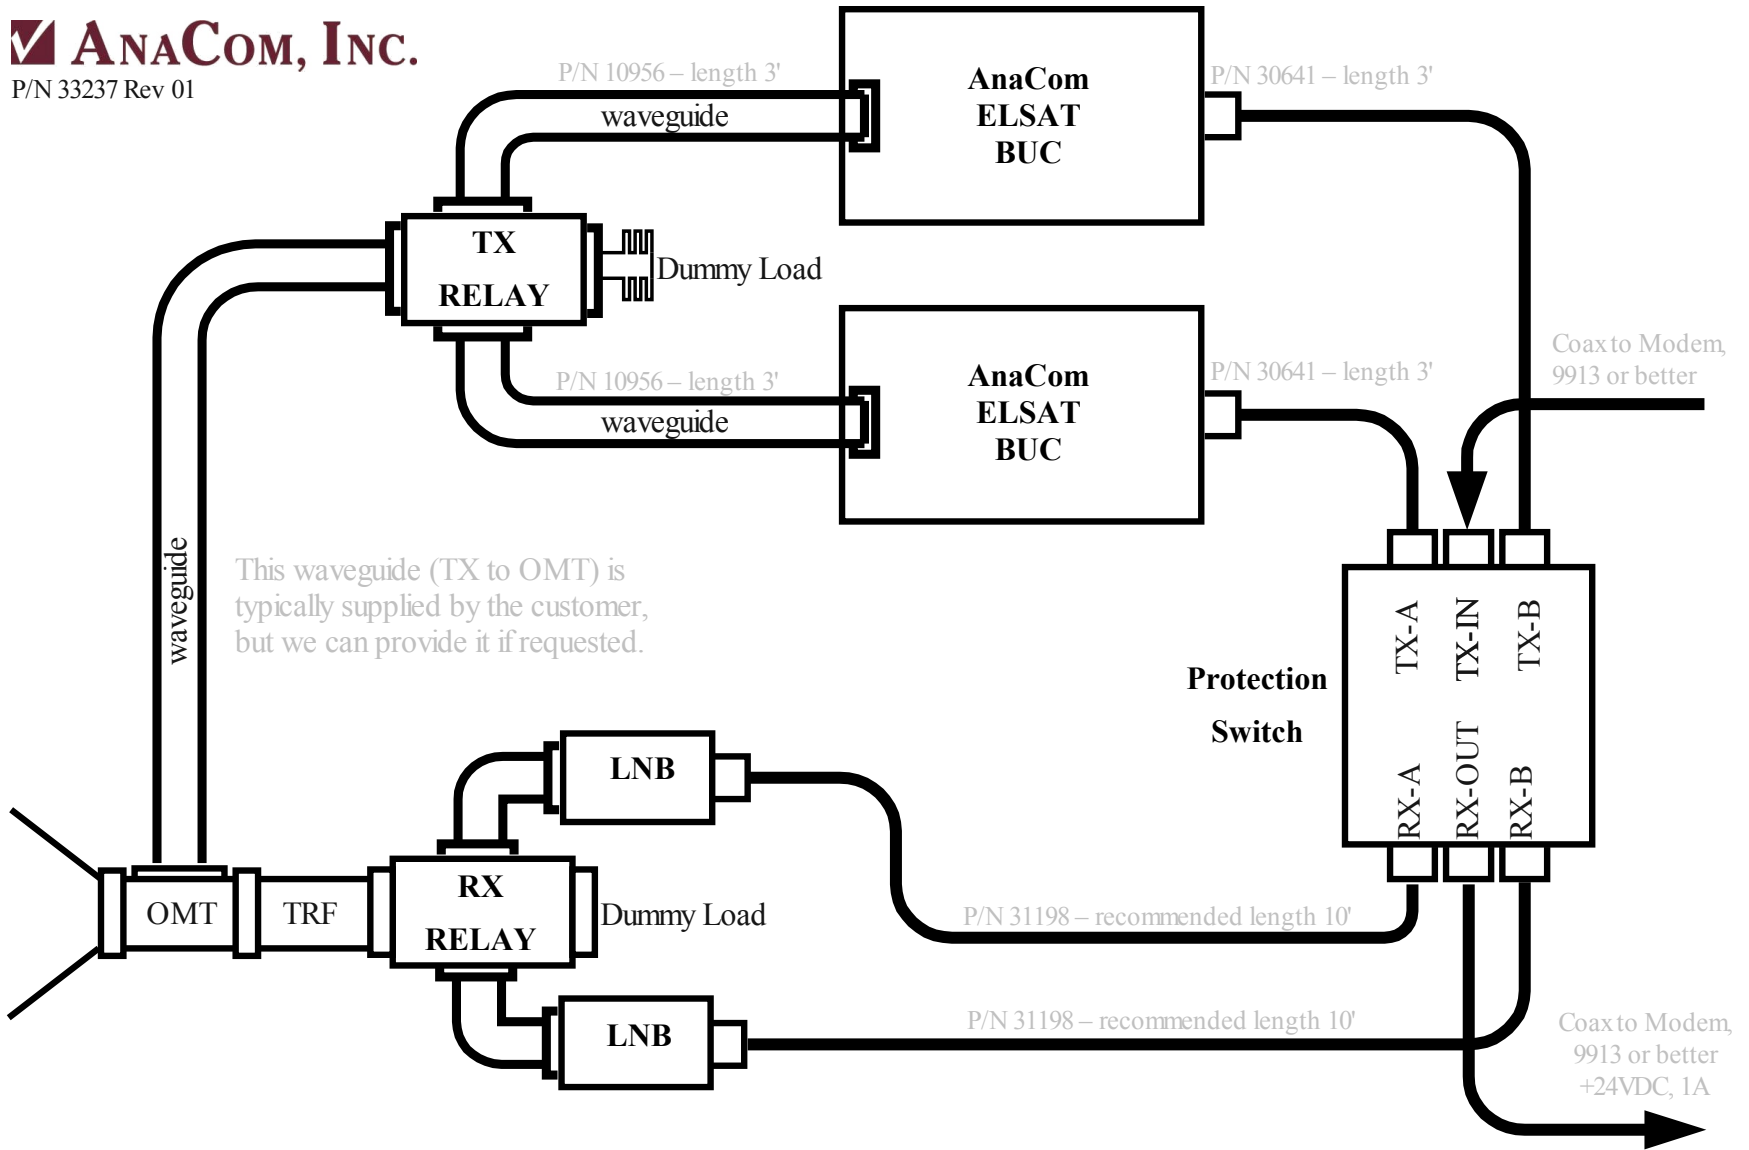 ANACOM, INC.
P/N 33237 Rev 01
P/N 10956 – length 3'
waveguide
AnaCom
ELSAT
BUC
P/N 30641 – length 3'
TX
RELAY
Dummy Load
P/N 10956 – length 3'
waveguide
AnaCom
ELSAT
BUC
P/N 30641 – length 3'
Coax to Modem,
9913 or better
waveguide
This waveguide (TX to OMT) is
typically supplied by the customer,
but we can provide it if requested.
Protection
Switch
TX-A
TX-IN
TX-B
RX-A
RX-OUT
RX-B
LNB
OMT
TRF
RX
RELAY
Dummy Load
P/N 31198 – recommended length 10'
LNB
P/N 31198 – recommended length 10'
Coax to Modem,
9913 or better
+24VDC, 1A